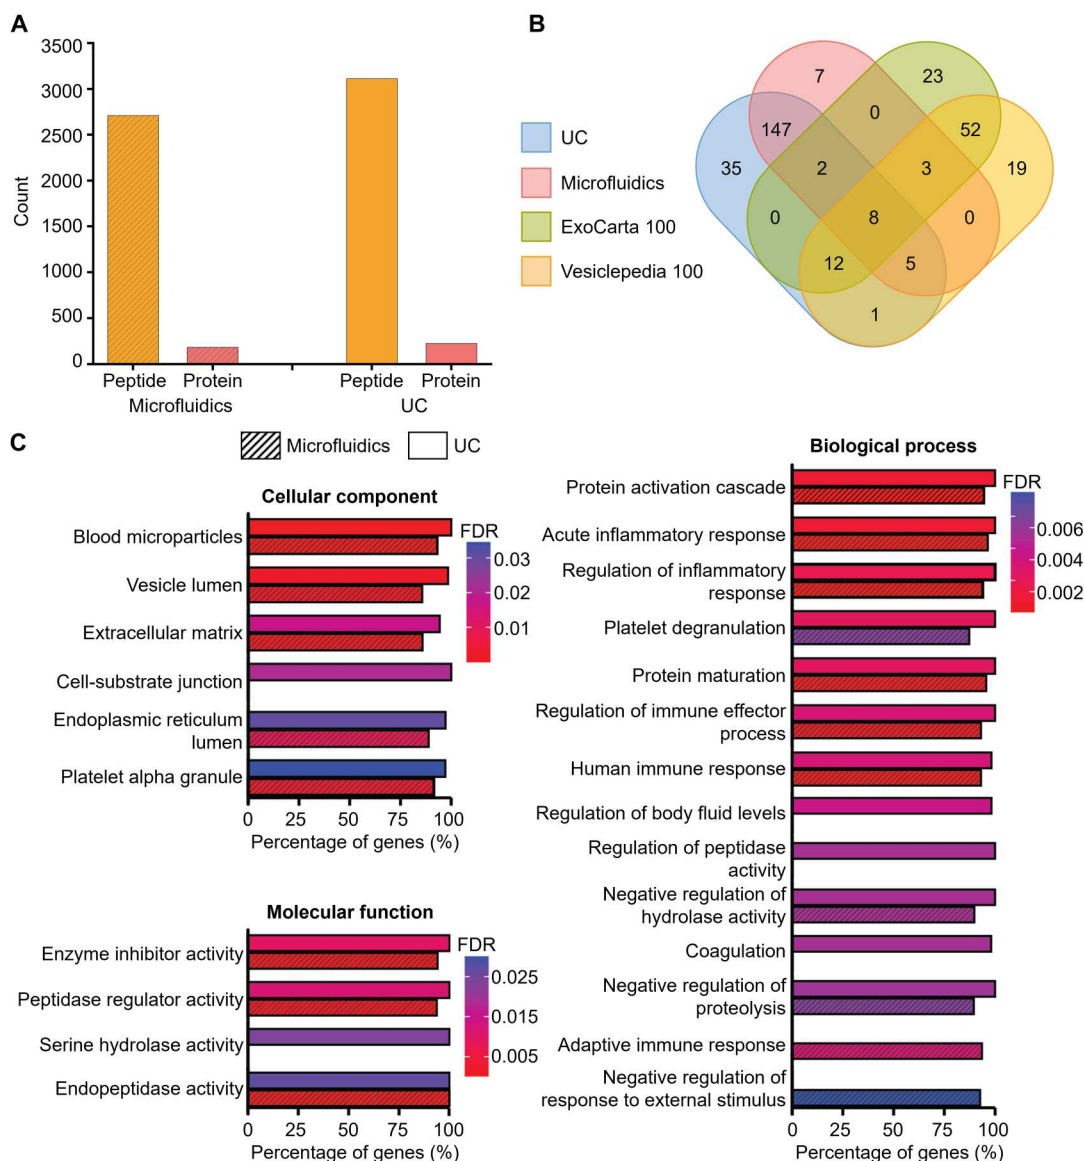 A
3500
3000
2500
2000
1500
1000
500
0
Count
Peptide Protein
Microfluidics
Peptide Protein
UC
B
UC
Microfluidics
ExoCarta 100
Vesiclepedia 100
7
23
147
0
52
35
2
3
19
0
8
0
12
5
1
C
Microfluidics
UC
Cellular component
Blood microparticles
Vesicle lumen
Extracellular matrix
Cell-substrate junction
Endoplasmic reticulum
lumen
Platelet alpha granule
0 25 50 75 100
Percentage of genes (%)
FDR
0.03
0.02
0.01
Molecular function
Enzyme inhibitor activity
Peptidase regulator activity
Serine hydrolase activity
Endopeptidase activity
0 25 50 75 100
Percentage of genes (%)
FDR
0.025
0.015
0.005
Biological process
Protein activation cascade
Acute inflammatory response
Regulation of inflammatory
response
Platelet degranulation
Protein maturation
Regulation of immune effector
process
Human immune response
Regulation of body fluid levels
Regulation of peptidase
activity
Negative regulation of
hydrolase activity
Coagulation
Negative regulation of
proteolysis
Adaptive immune response
Negative regulation of
response to external stimulus
0 25 50 75 100
Percentage of genes (%)
FDR
0.006
0.004
0.002